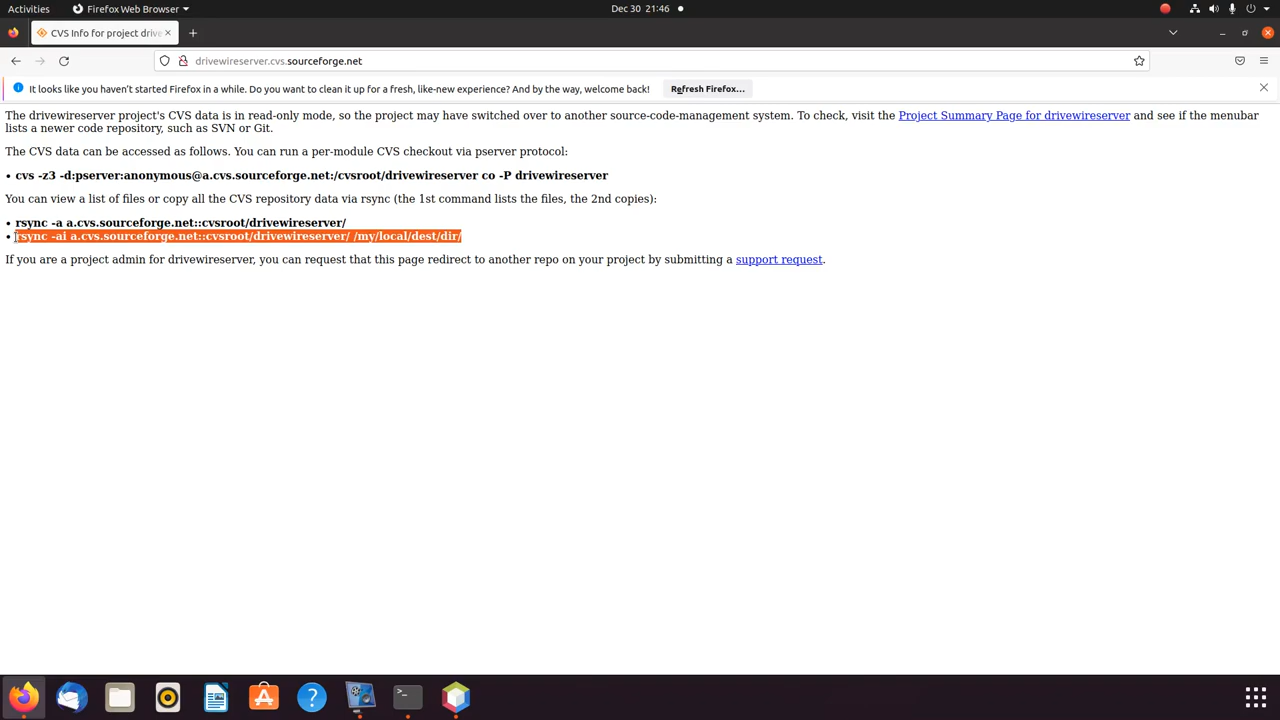 Activities
Firefox Web Browser
Dec 30 21:46
CVS Info for project drive
drivewireserver.cvs.sourceforge.net
It looks like you haven't started Firefox in a while. Do you want to clean it up for a fresh, like-new experience? And by the way, welcome back!
Refresh Firefox...
The drivewireserver project's CVS data is in read-only mode, so the project may have switched over to another source-code-management system. To check, visit the Project Summary Page for drivewireserver and see if the menubar
lists a newer code repository, such as SVN or Git.
The CVS data can be accessed as follows. You can run a per-module CVS checkout via pserver protocol:
• cvs -z3 -d:pserver:anonymous@a.cvs.sourceforge.net:/cvsroot/drivewireserver co -P drivewireserver
You can view a list of files or copy all the CVS repository data via rsync (the 1st command lists the files, the 2nd copies):
• rsync -a a.cvs.sourceforge.net::cvsroot/drivewireserver/
• rsync -ai a.cvs.sourceforge.net::cvsroot/drivewireserver/ /my/local/dest/dir/
If you are a project admin for drivewireserver, you can request that this page redirect to another repo on your project by submitting a support request.